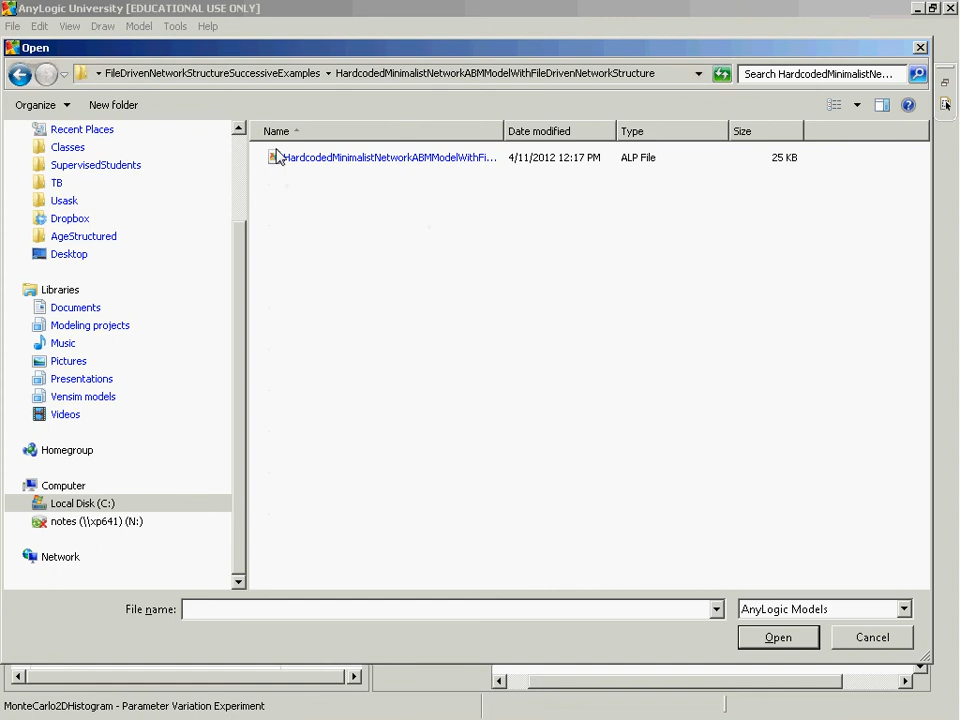 AnyLogic University [EDUCATIONAL USE ONLY]
File Edit View Draw Model Tools Help
Open
FileDrivenNetworkStructureSuccessiveExamples HardcodedMinimalistNetworkABMModelWithFileDrivenNetworkStructure Search HardcodedMinimalistNe...
Organize New folder
Name Date modified Type Size
HardcodedMinimalistNetworkABMModelWithFi... 4/11/2012 12:17 PM ALP File 25 KB
Recent Places
Classes
SupervisedStudents
TB
Usask
Dropbox
AgeStructured
Desktop
Libraries
Documents
Modeling projects
Music
Pictures
Presentations
Vensim models
Videos
Homegroup
Computer
Local Disk (C:)
notes (\\xp641) (N:)
Network
File name: AnyLogic Models
Open Cancel
MonteCarlo2DHistogram - Parameter Variation Experiment